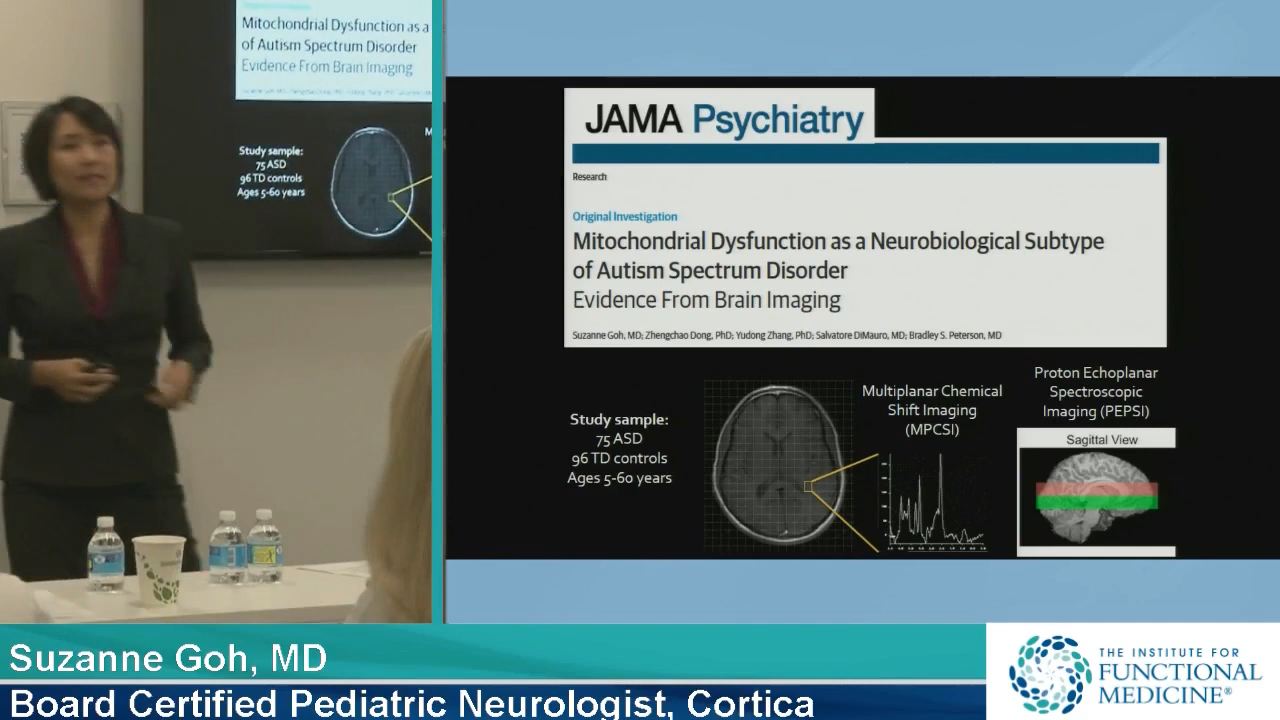 Mitochondrial Dysfunction as a
of Autism Spectrum Disorder
Evidence From Brain Imaging
Study sample:
75 ASD
96 TD controls
Ages 5-60 years
M
JAMA Psychiatry
Research
Original Investigation
Mitochondrial Dysfunction as a Neurobiological Subtype
of Autism Spectrum Disorder
Evidence From Brain Imaging
Suzanne Goh, MD; Zhengchao Dong, PhD; Yudong Zhang, PhD; Salvatore DiMauro, MD; Bradley S. Peterson, MD
Study sample:
75 ASD
96 TD controls
Ages 5-60 years
Multiplanar Chemical
Shift Imaging
(MPCSI)
Proton Echoplanar
Spectroscopic
Imaging (PEPSI)
Sagittal View
Suzanne Goh, MD
Board Certified Pediatric Neurologist, Cortica
THE INSTITUTE FOR
FUNCTIONAL
MEDICINE®